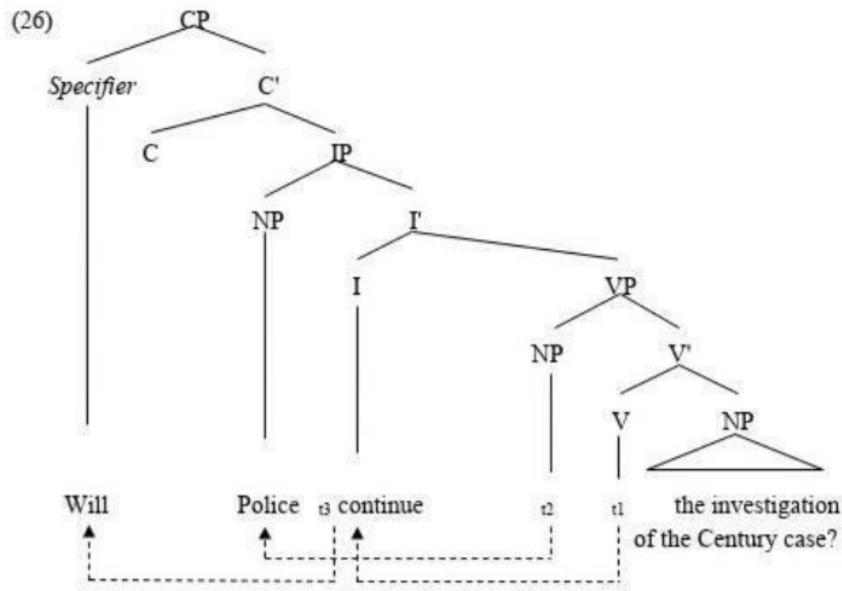 (26) CP
Specifier C'
C IP
NP I'
I VP
NP V'
V NP
Will Police t3 continue t2 t1 the investigation
of the Century case?